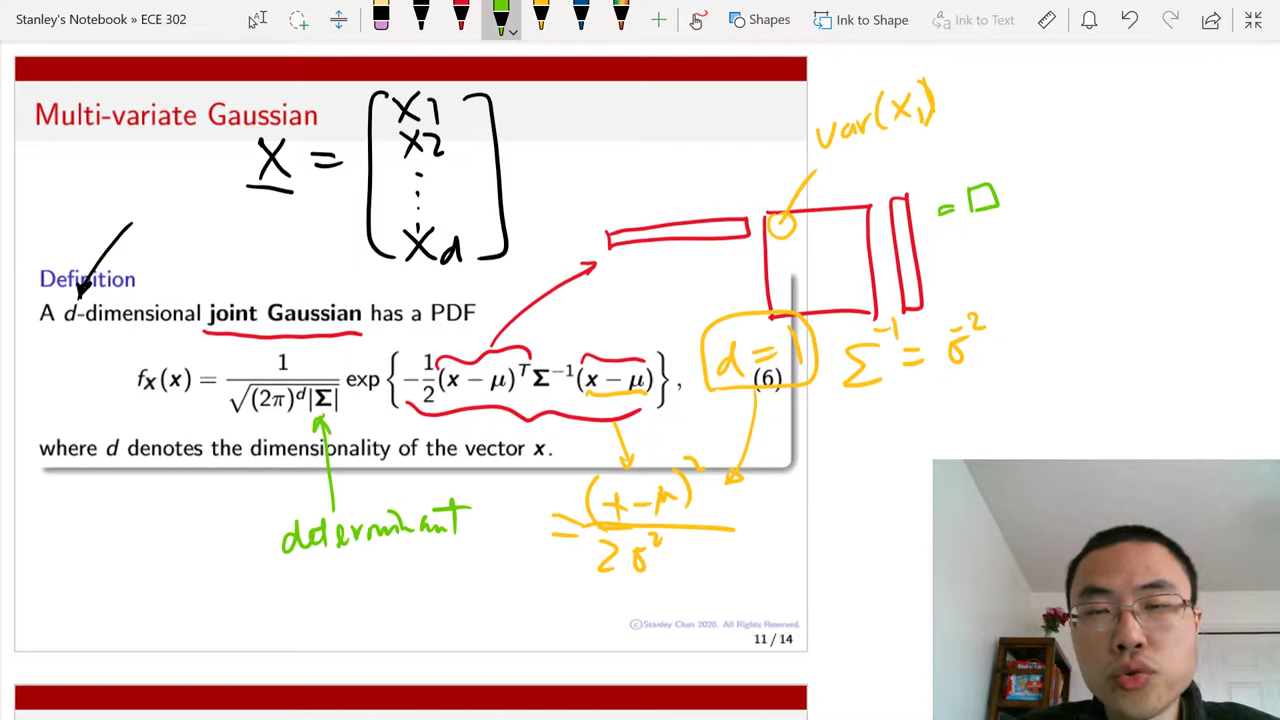 Stanley's Notebook » ECE 302
Shapes
Ink to Shape
Ink to Text
Multi-variate Gaussian
X = [X1
X2
⋮
Xd]
var(X1)
= □
Definition
A d-dimensional joint Gaussian has a PDF
fX(x) = 1/√((2π)^d|Σ|) exp{−1/2(x − μ)^T Σ^−1(x − μ)}, (6)
d = 1
Σ^-1 = σ^-2
where d denotes the dimensionality of the vector x.
determinant
= (x-μ)^2
2σ^2
©Stanley Chan 2020. All Rights Reserved.
11 / 14